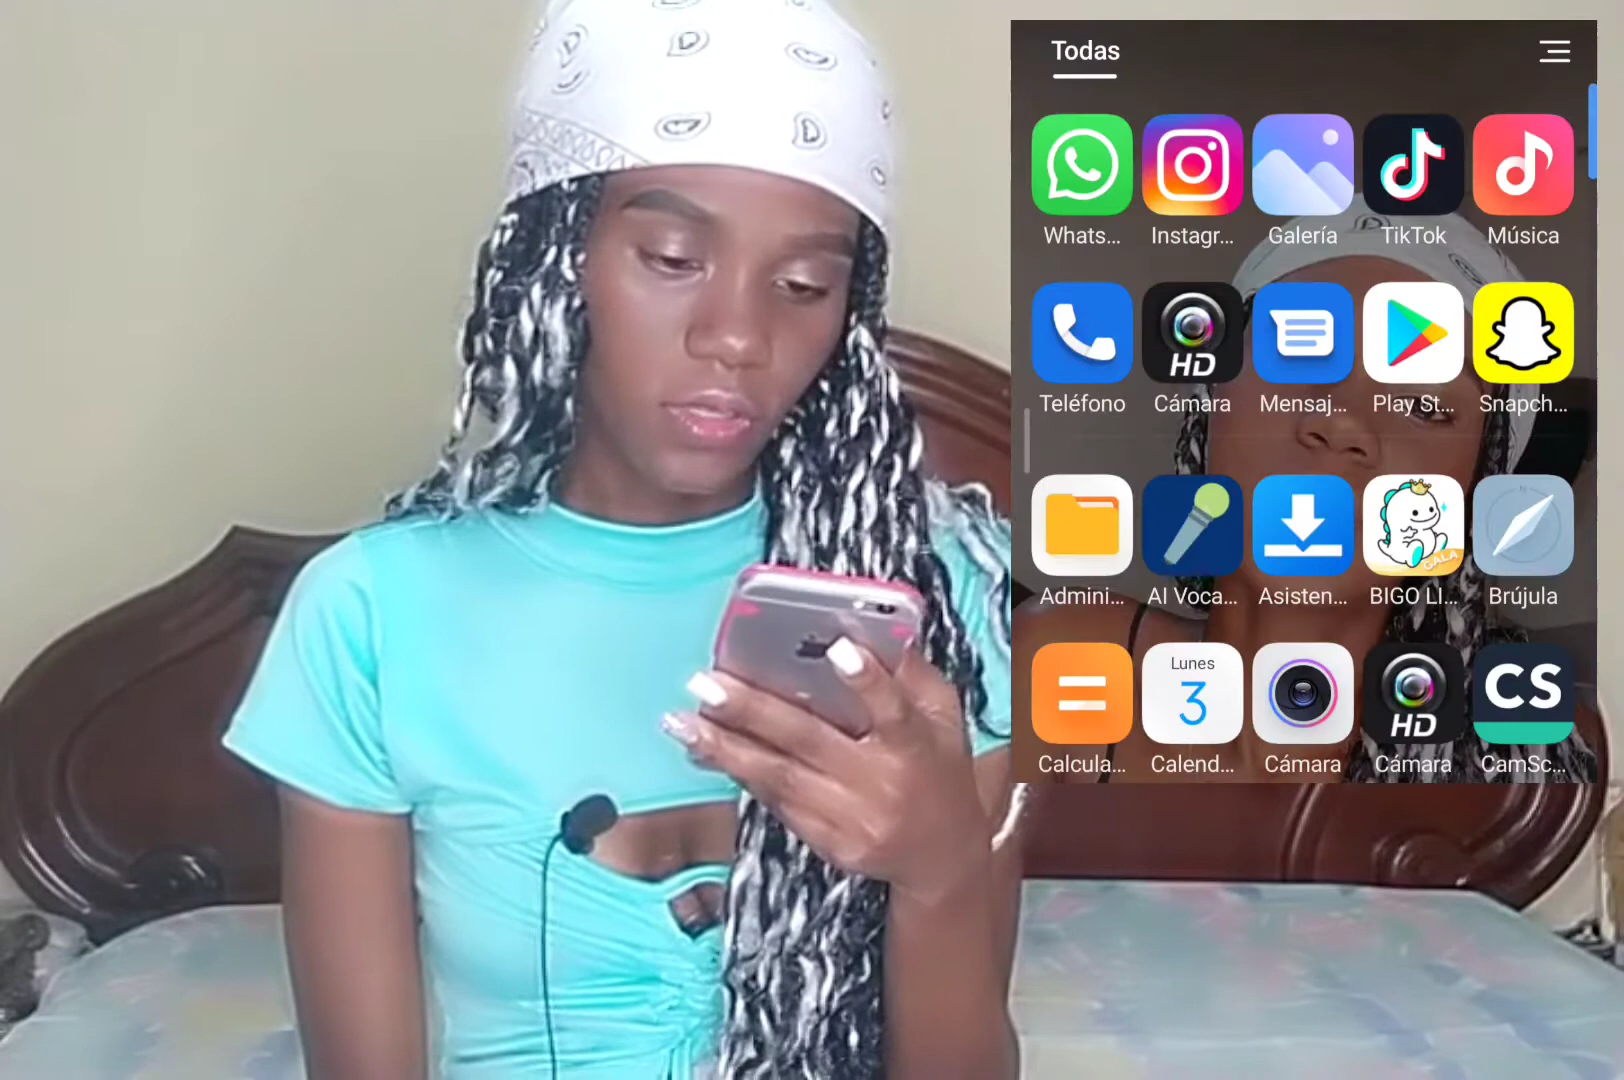 Todas
Whats... Instagr... Galería TikTok Música
HD
Teléfono Cámara Mensaj... Play St... Snapch...
GALA
Admini... AI Voca... Asisten... BIGO LI... Brújula
Lunes
3
HD
CS
Calcula... Calend... Cámara Cámara CamSc...